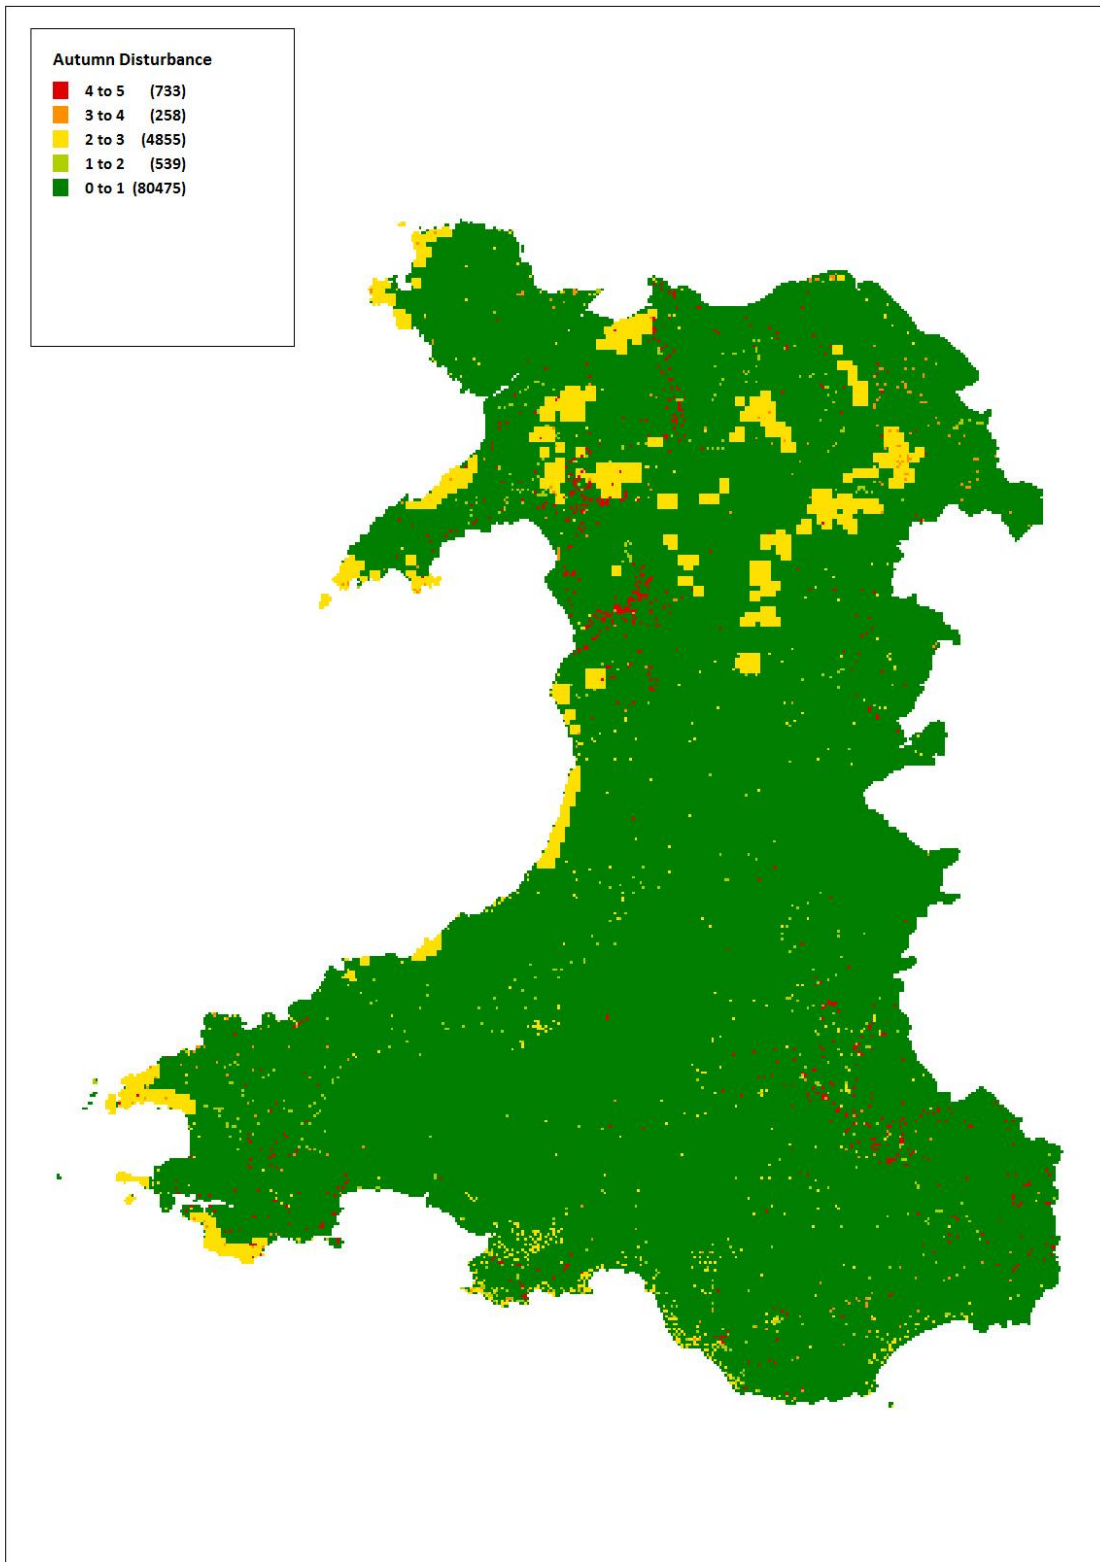 Autumn Disturbance
4 to 5 (733)
3 to 4 (258)
2 to 3 (4855)
1 to 2 (539)
0 to 1 (80475)